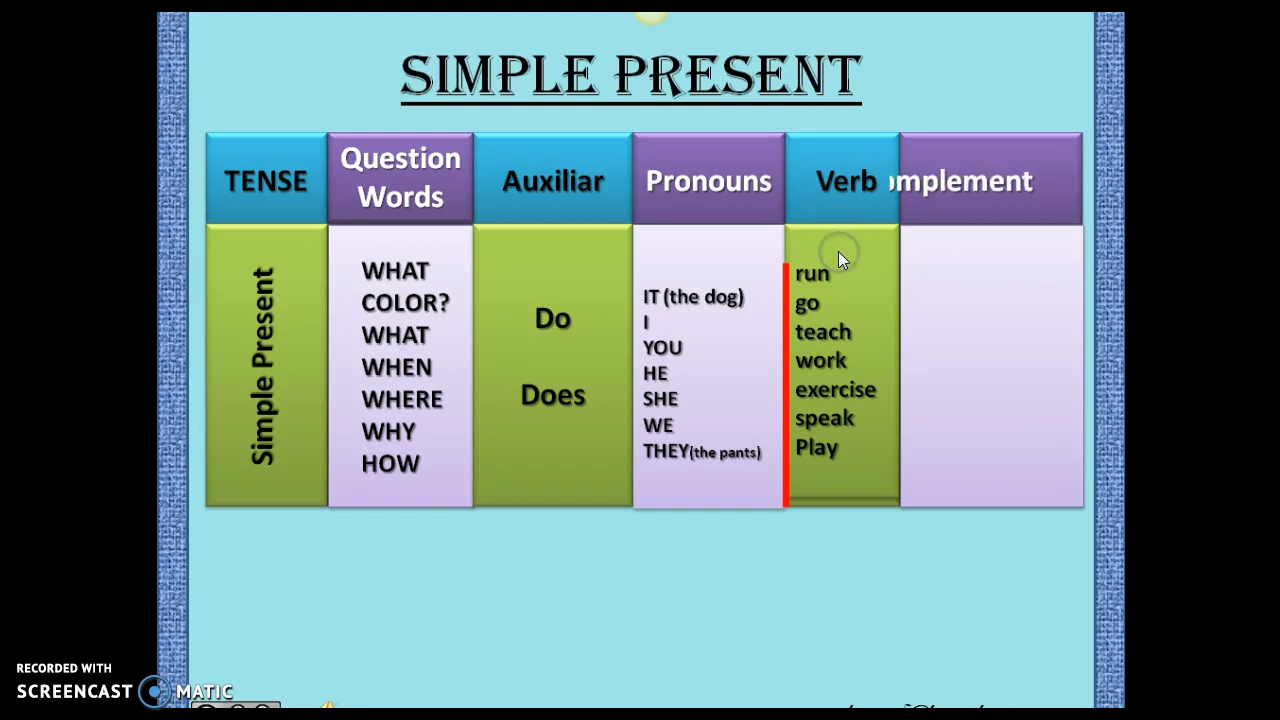 SIMPLE PRESENT
TENSE
Question
Words
Auxiliar
Pronouns
Verb
omplement
Simple Present
WHAT
COLOR?
WHAT
WHEN
WHERE
WHY
HOW
Do
Does
IT (the dog)
I
YOU
HE
SHE
WE
THEY(the pants)
run
go
teach
work
exercise
speak
Play
RECORDED WITH
SCREENCAST MATIC